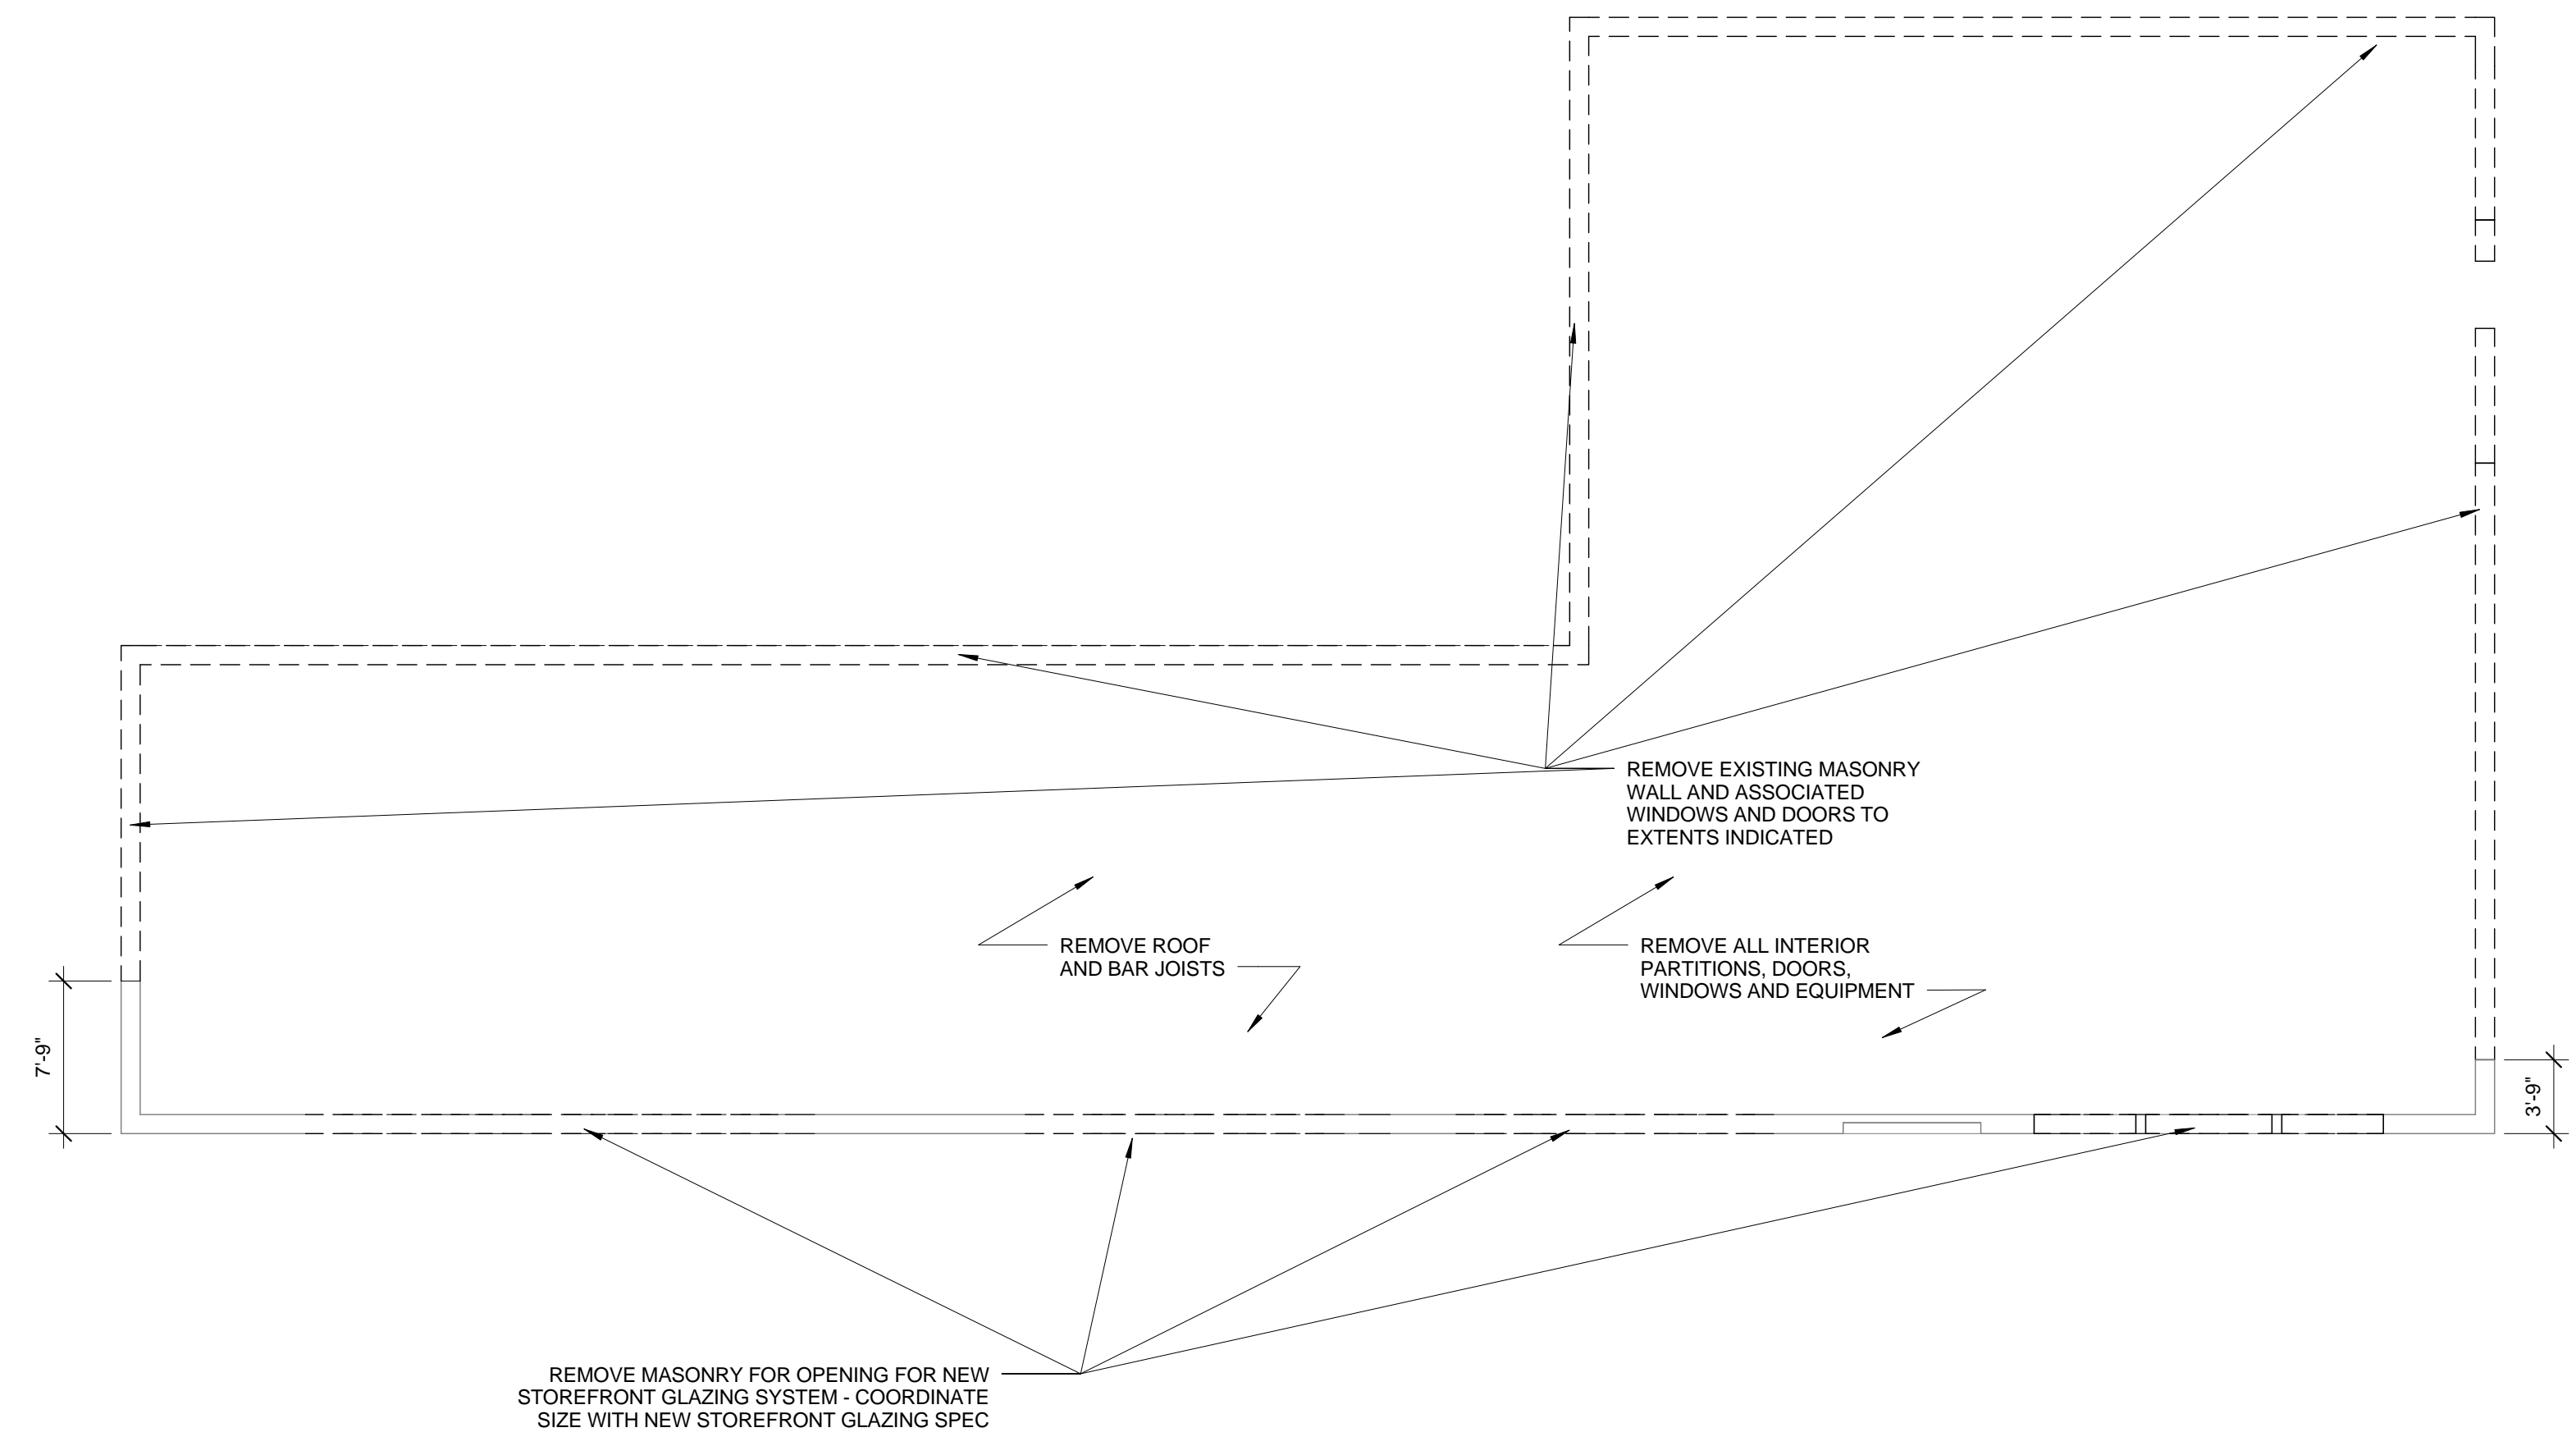 REMOVE EXISTING MASONRY
WALL AND ASSOCIATED
WINDOWS AND DOORS TO
EXTENTS INDICATED
REMOVE ROOF
AND BAR JOISTS
REMOVE ALL INTERIOR
PARTITIONS, DOORS,
WINDOWS AND EQUIPMENT
7'-9"
3'-9"
REMOVE MASONRY FOR OPENING FOR NEW
STOREFRONT GLAZING SYSTEM - COORDINATE
SIZE WITH NEW STOREFRONT GLAZING SPEC